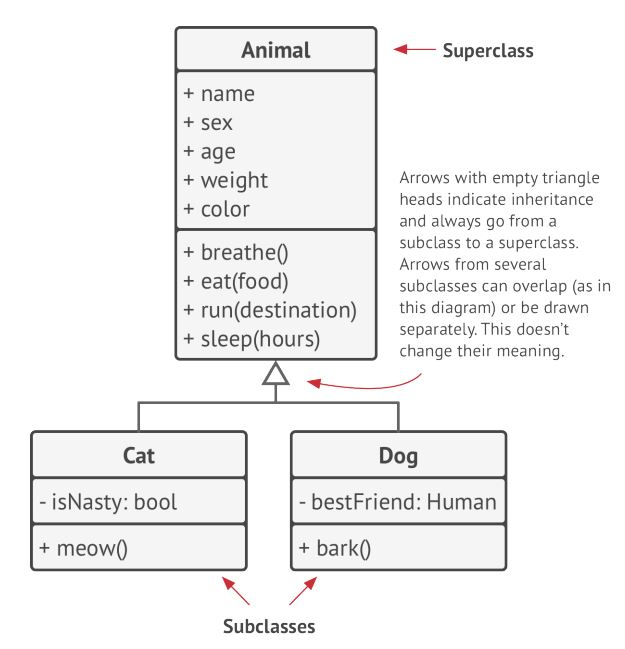 Animal
Superclass
+ name
+ sex
+ age
+ weight
+ color
+ breathe()
+ eat(food)
+ run(destination)
+ sleep(hours)
Arrows with empty triangle
heads indicate inheritance
and always go from a
subclass to a superclass.
Arrows from several
subclasses can overlap (as in
this diagram) or be drawn
separately. This doesn't
change their meaning.
Cat
- isNasty: bool
+ meow()
Dog
- bestFriend: Human
+ bark()
Subclasses